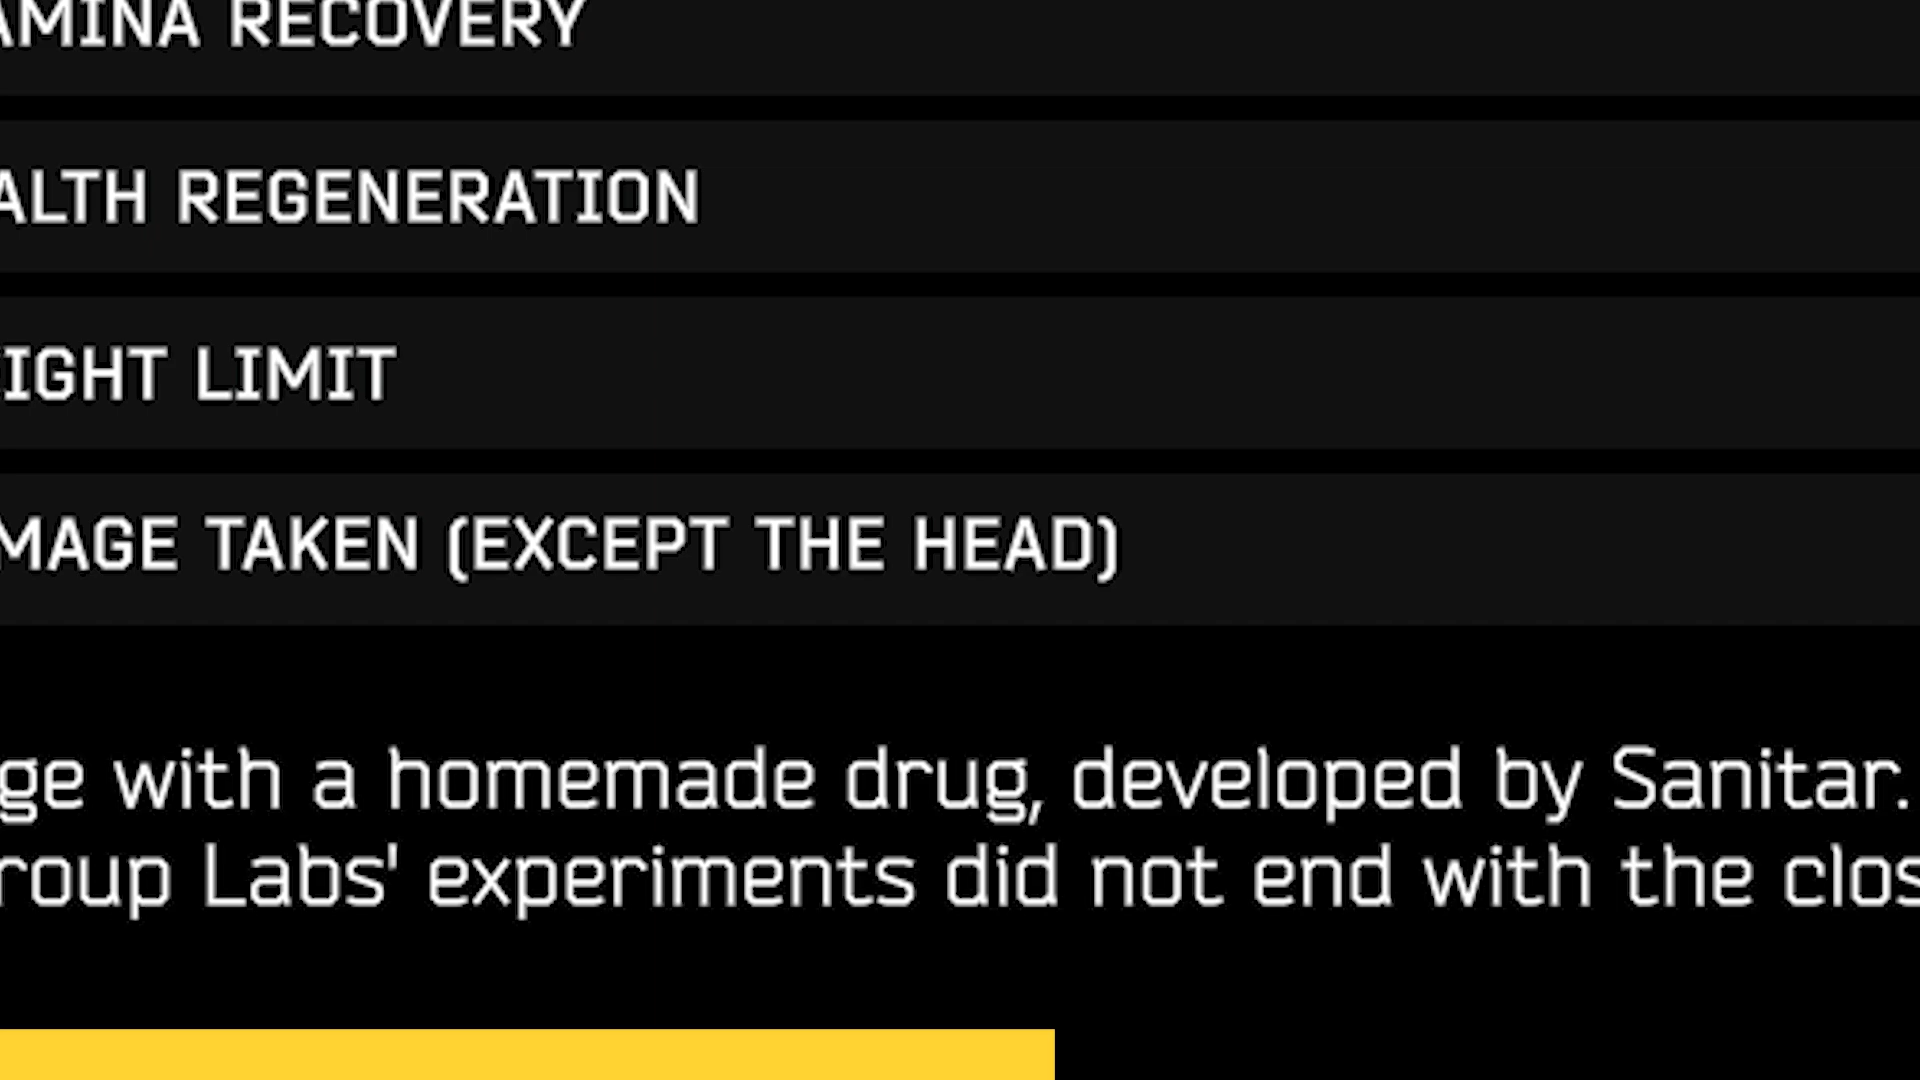 AMINA RECOVERY
ALTH REGENERATION
IGHT LIMIT
MAGE TAKEN (EXCEPT THE HEAD)
ge with a homemade drug, developed by Sanitar.
roup Labs' experiments did not end with the clos